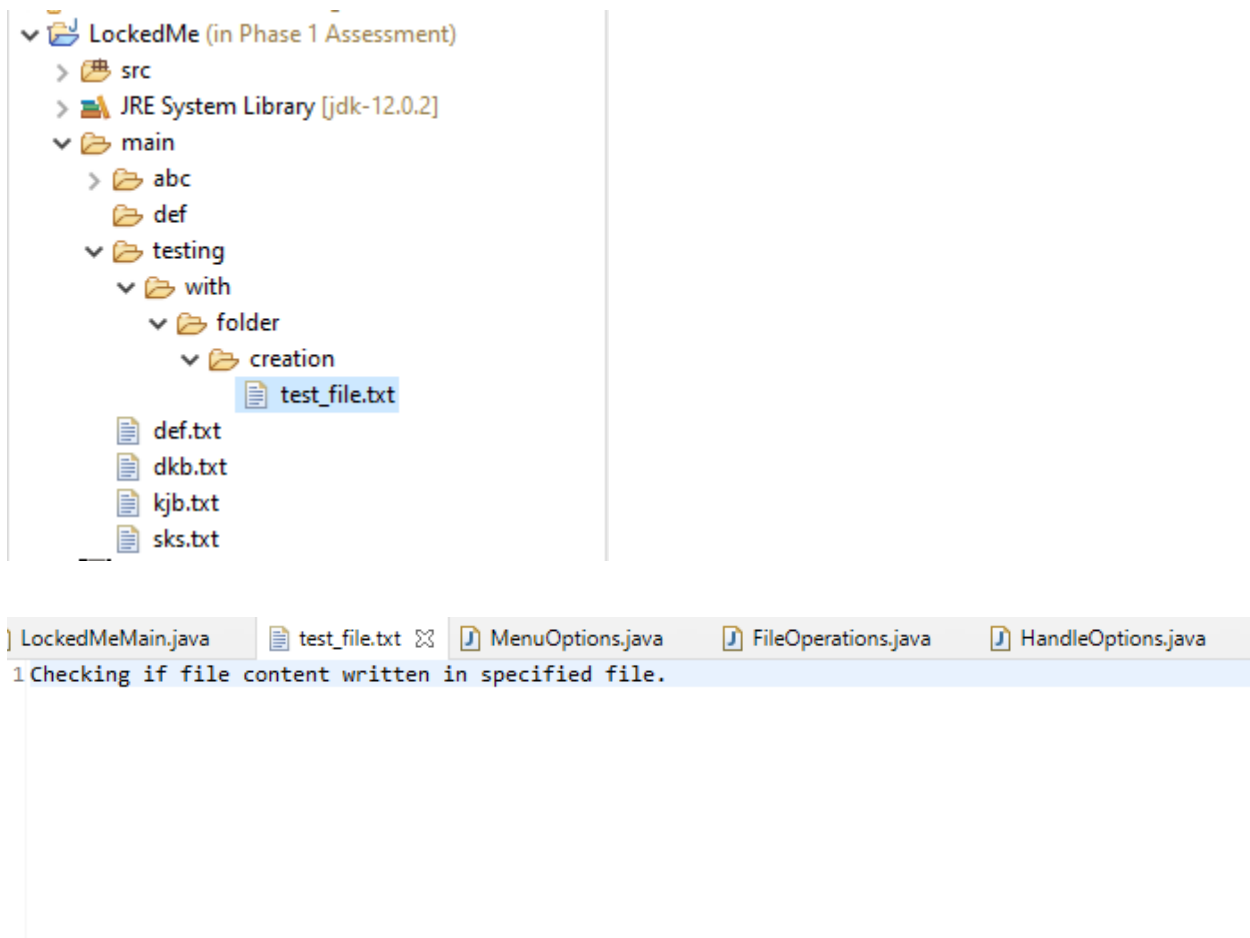 LockedMe (in Phase 1 Assessment)
src
JRE System Library [jdk-12.0.2]
main
abc
def
testing
with
folder
creation
test_file.txt
def.txt
dkb.txt
kjb.txt
sks.txt
LockedMeMain.java test_file.txt MenuOptions.java FileOperations.java HandleOptions.java
1 Checking if file content written in specified file.